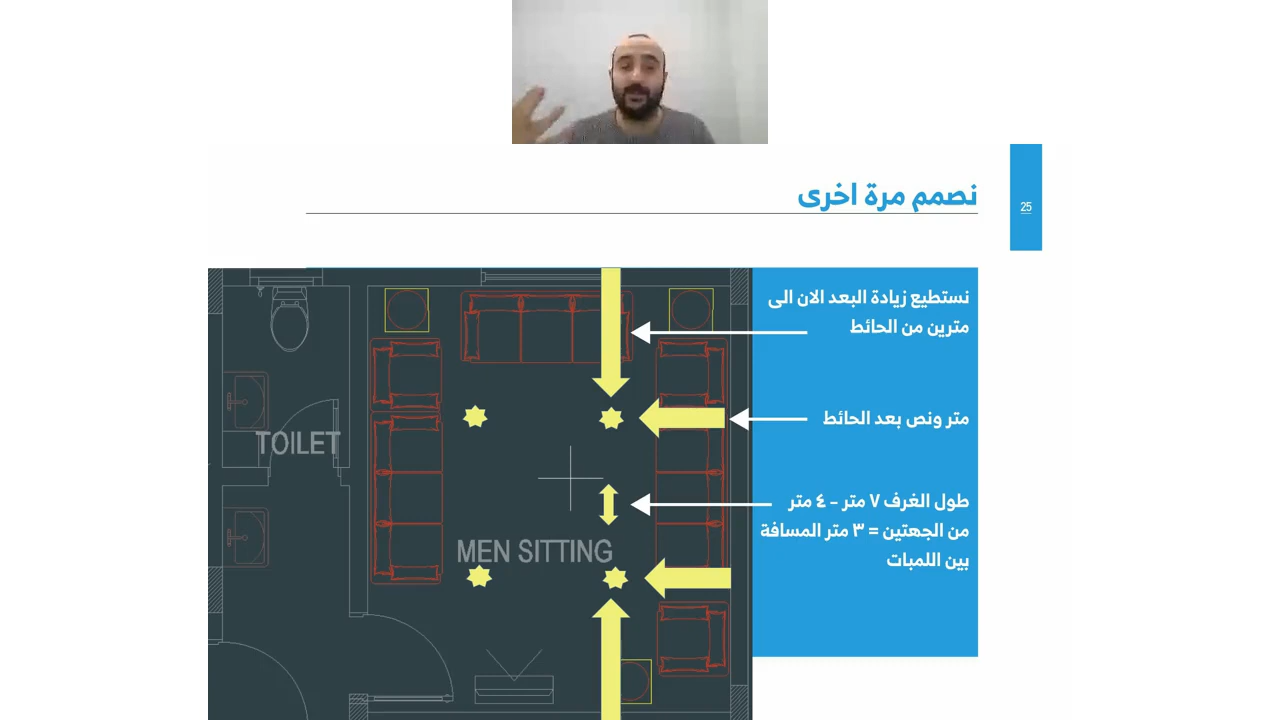 نصمم مرة اخرى
25
نستطيع زيادة البعد الان الى
مترين من الحائط
متر ونص بعد الحائط
طول الغرف ٧ متر - ٤ متر
من الجهتين = ٣ متر المسافة
بين اللمبات
TOILET
MEN SITTING